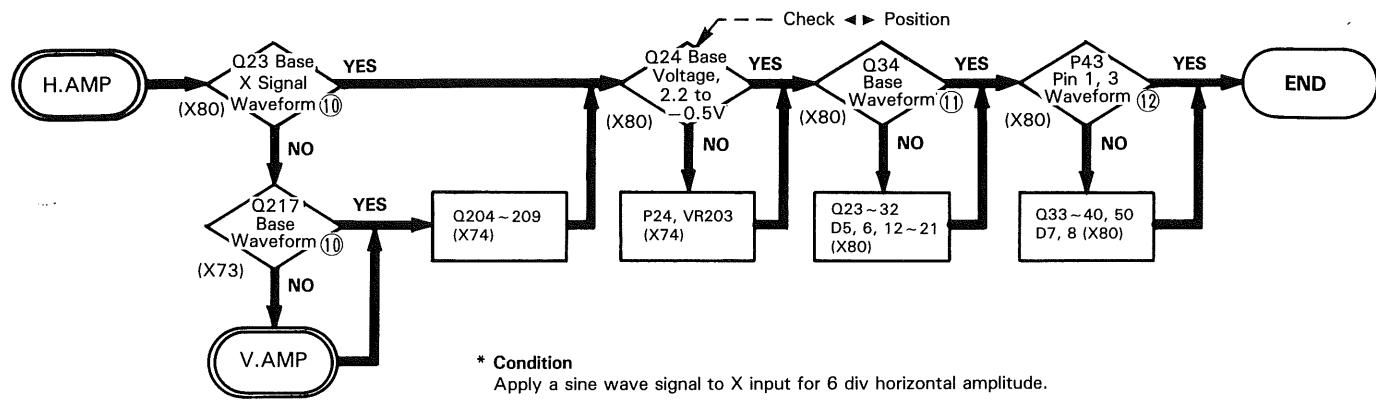 Check ◄ ► Position
H.AMP
Q23 Base
X Signal
Waveform ⑩
(X80)
YES
NO
Q24 Base
Voltage,
2.2 to
−0.5V
(X80)
YES
NO
Q34
Base
Waveform ⑪
(X80)
YES
NO
P43
Pin 1, 3
Waveform ⑫
(X80)
YES
NO
END
Q217
Base
Waveform ⑩
(X73)
YES
NO
Q204~209
(X74)
P24, VR203
(X74)
Q23~32
D5, 6, 12~21
(X80)
Q33~40, 50
D7, 8 (X80)
V.AMP
* Condition
Apply a sine wave signal to X input for 6 div horizontal amplitude.